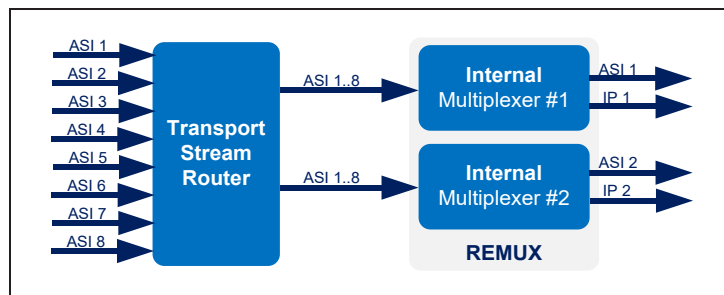 ASI 1
ASI 2
ASI 3
ASI 4
ASI 5
ASI 6
ASI 7
ASI 8
Transport
Stream
Router
ASI 1..8
ASI 1..8
Internal
Multiplexer #1
Internal
Multiplexer #2
REMUX
ASI 1
IP 1
ASI 2
IP 2